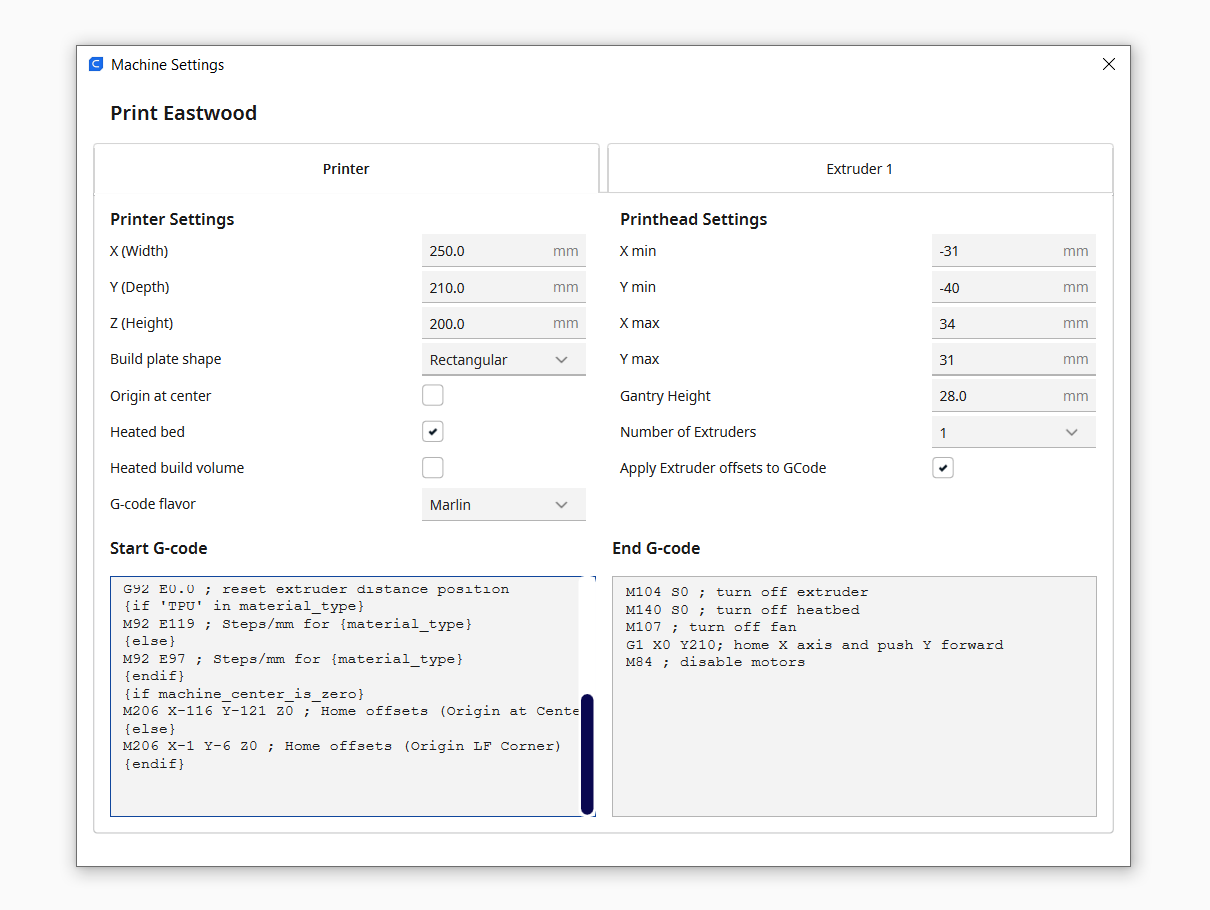 Machine Settings
Print Eastwood
Printer
Extruder 1
Printer Settings
X (Width)
250.0 mm
Y (Depth)
210.0 mm
Z (Height)
200.0 mm
Build plate shape
Rectangular
Origin at center
Heated bed
Heated build volume
G-code flavor
Marlin
Printhead Settings
X min
-31 mm
Y min
-40 mm
X max
34 mm
Y max
31 mm
Gantry Height
28.0 mm
Number of Extruders
1
Apply Extruder offsets to GCode
Start G-code
G92 E0.0 ; reset extruder distance position
{if 'TPU' in material_type}
M92 E119 ; Steps/mm for {material_type}
{else}
M92 E97 ; Steps/mm for {material_type}
{endif}
{if machine_center_is_zero}
M206 X-116 Y-121 Z0 ; Home offsets (Origin at Cente
{else}
M206 X-1 Y-6 Z0 ; Home offsets (Origin LF Corner)
{endif}
End G-code
M104 S0 ; turn off extruder
M140 S0 ; turn off heatbed
M107 ; turn off fan
G1 X0 Y210; home X axis and push Y forward
M84 ; disable motors